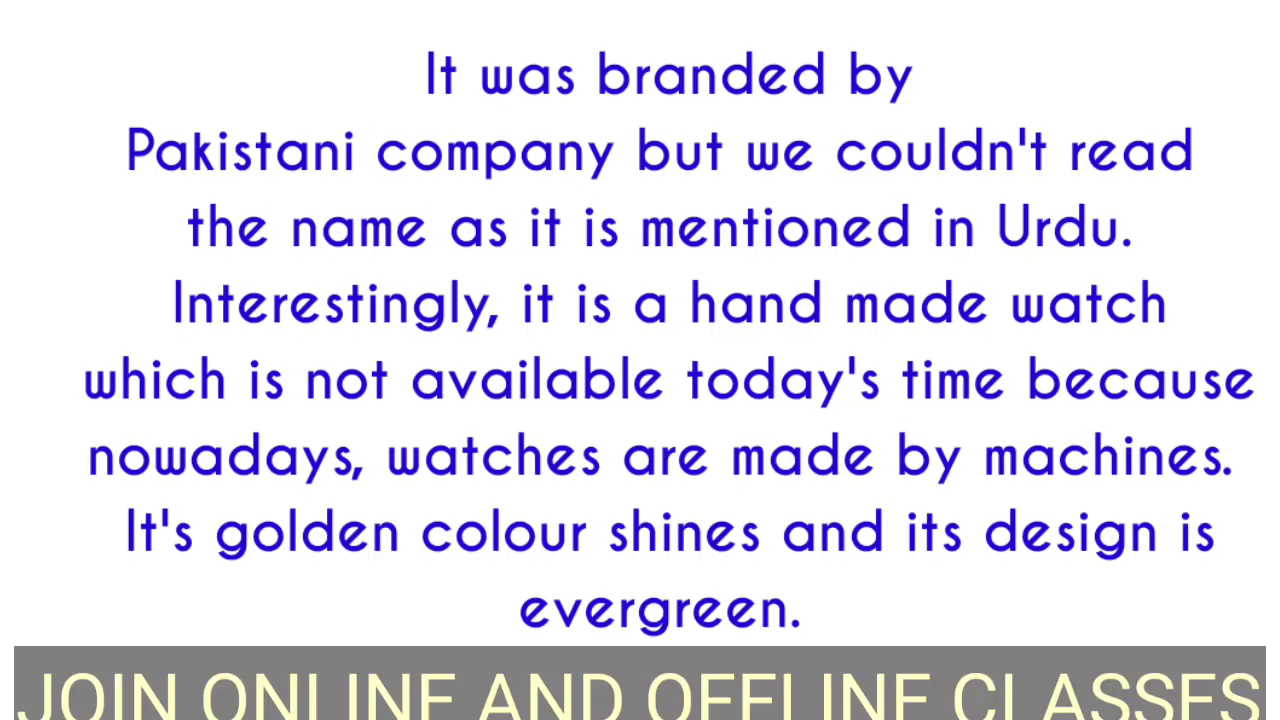 It was branded by
Pakistani company but we couldn't read
the name as it is mentioned in Urdu.
Interestingly, it is a hand made watch
which is not available today's time because
nowadays, watches are made by machines.
It's golden colour shines and its design is
evergreen.
JOIN ONLINE AND OFFLINE CLASSES